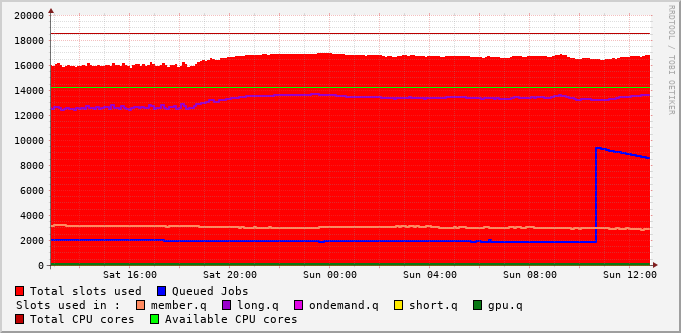 20000
18000
16000
14000
12000
10000
8000
6000
4000
2000
0
Sat 16:00 Sat 20:00 Sun 00:00 Sun 04:00 Sun 08:00 Sun 12:00
RRDTOOL / TOBI OETIKER
Total slots used Queued Jobs
Slots used in : member.q long.q ondemand.q short.q gpu.q
Total CPU cores Available CPU cores